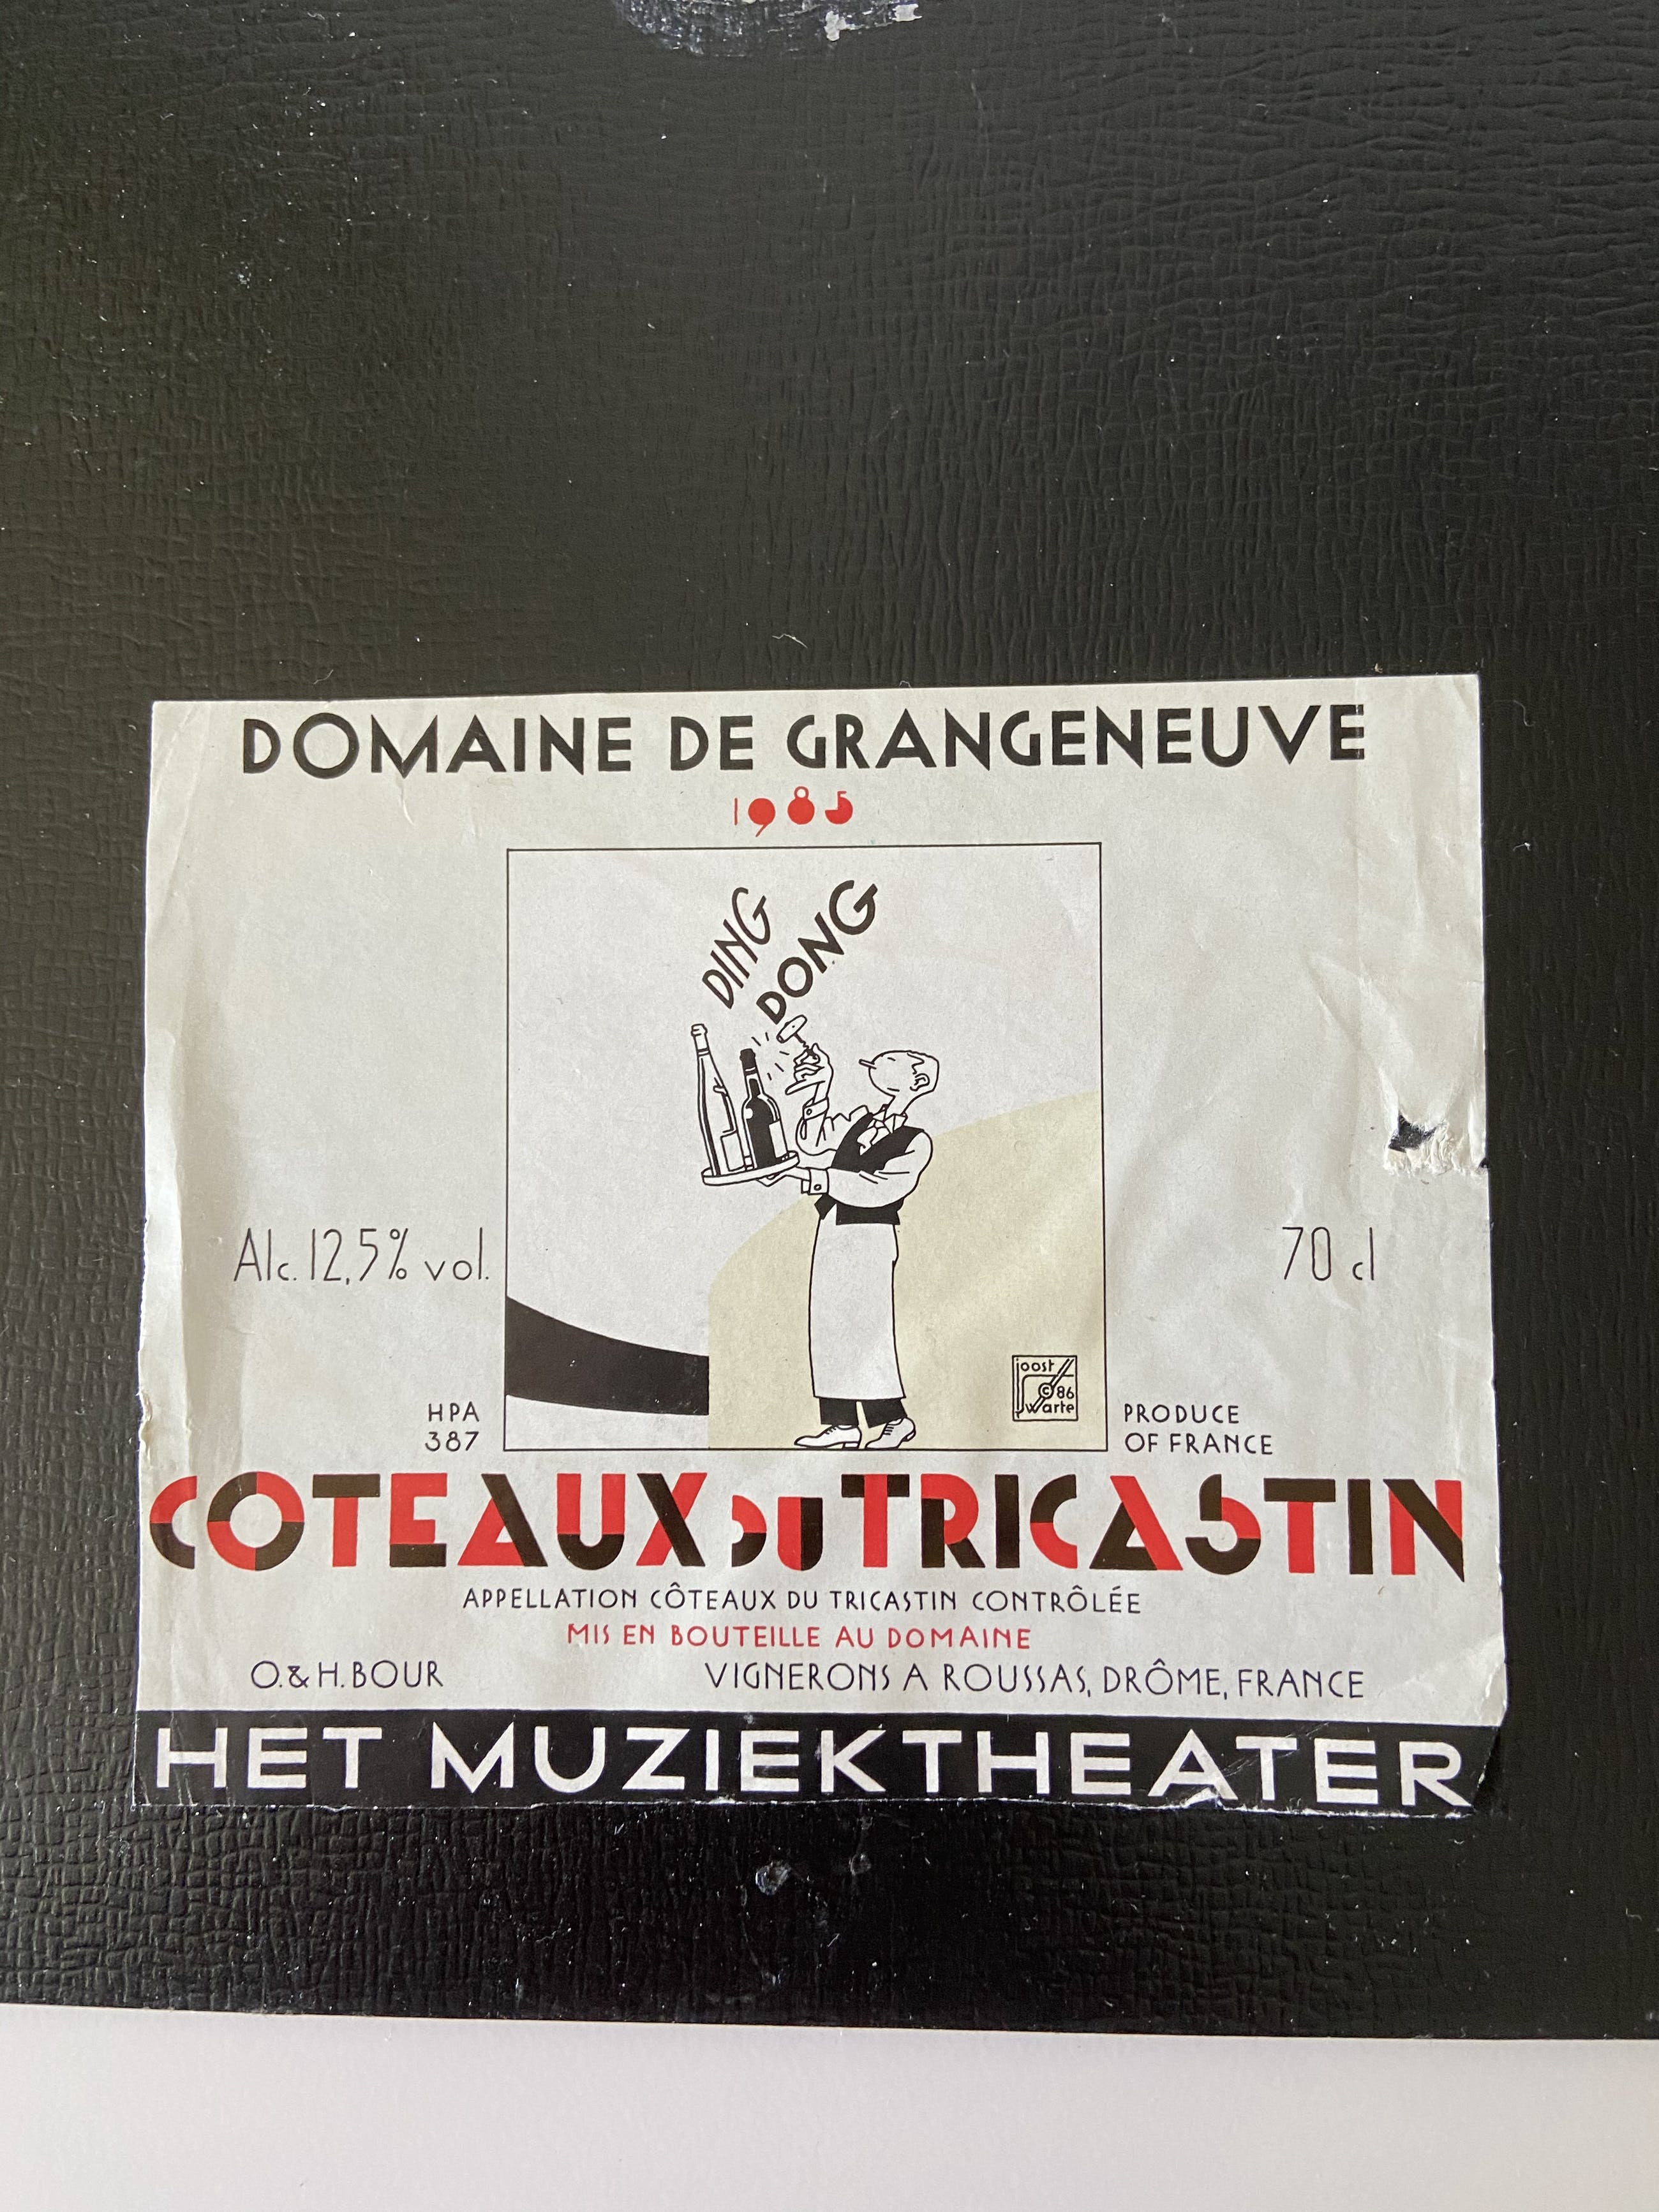 DOMAINE DE GRANGENEUVE
1985
DING
DONG
Alc. 12,5% vol.
70 cl
joost
©86
swarte
HPA
387
PRODUCE
OF FRANCE
COTEAUX DU TRICASTIN
APPELLATION CÔTEAUX DU TRICASTIN CONTRÔLÉE
MIS EN BOUTEILLE AU DOMAINE
O. & H. BOUR
VIGNERONS A ROUSSAS, DRÔME, FRANCE
HET MUZIEKTHEATER